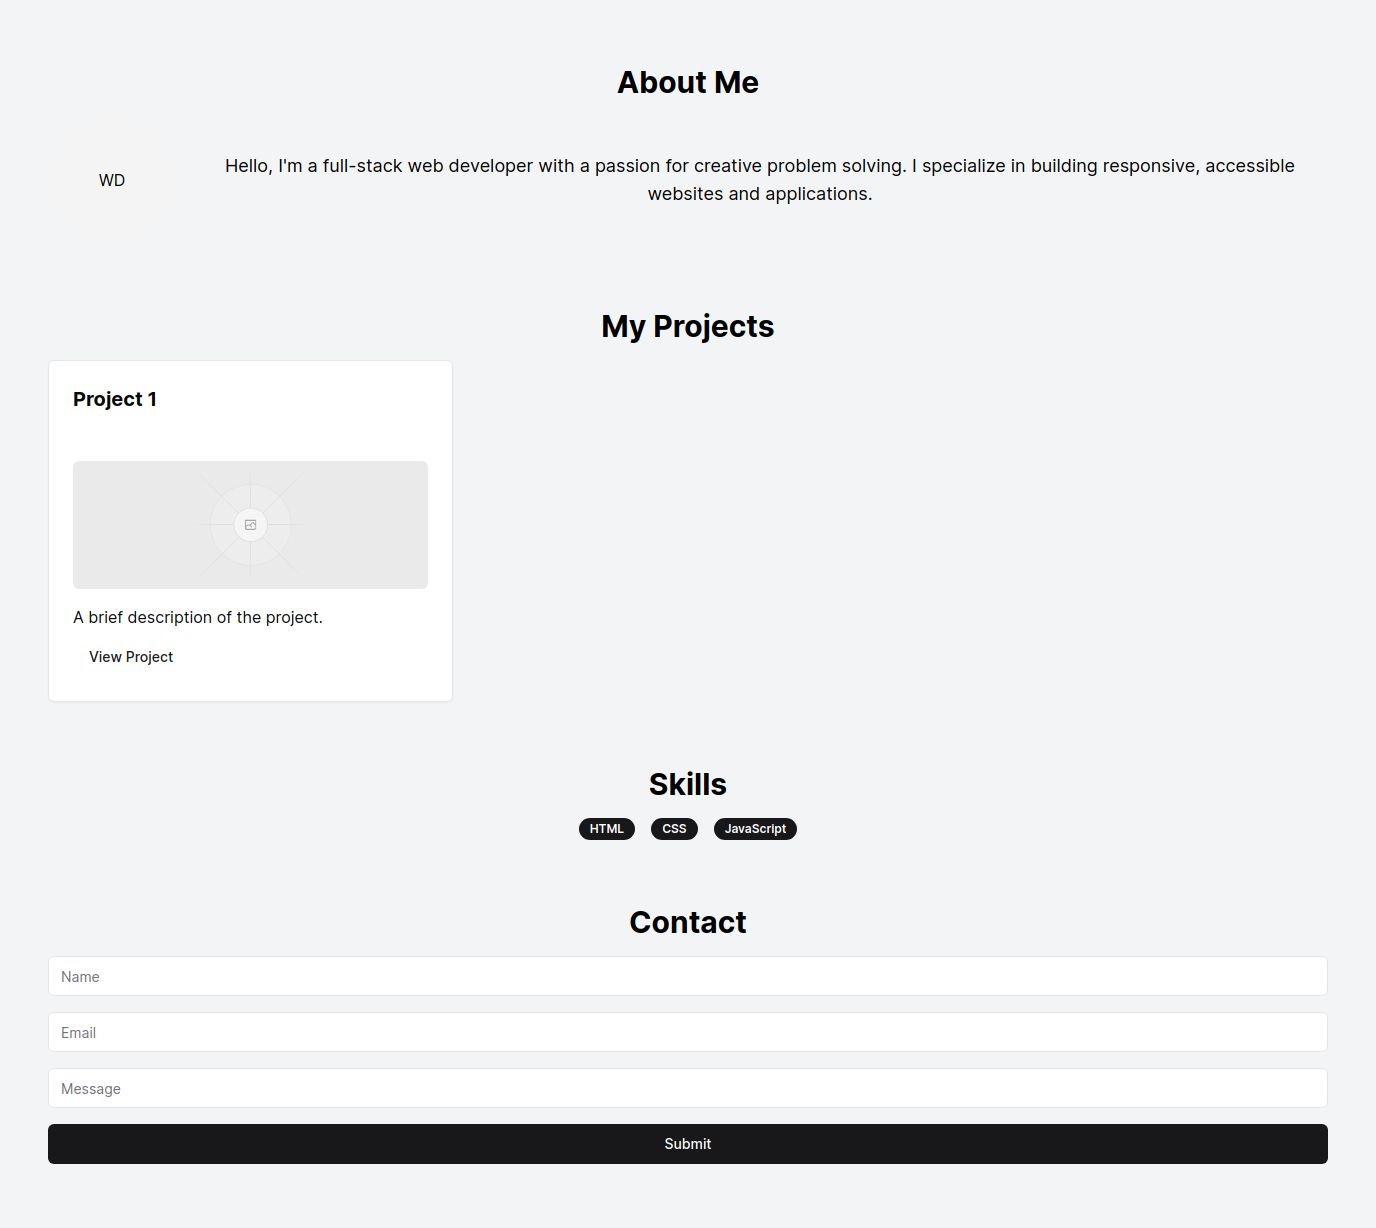 About Me
WD
Hello, I'm a full-stack web developer with a passion for creative problem solving. I specialize in building responsive, accessible
websites and applications.
My Projects
Project 1
A brief description of the project.
View Project
Skills
HTML CSS JavaScript
Contact
Name
Email
Message
Submit